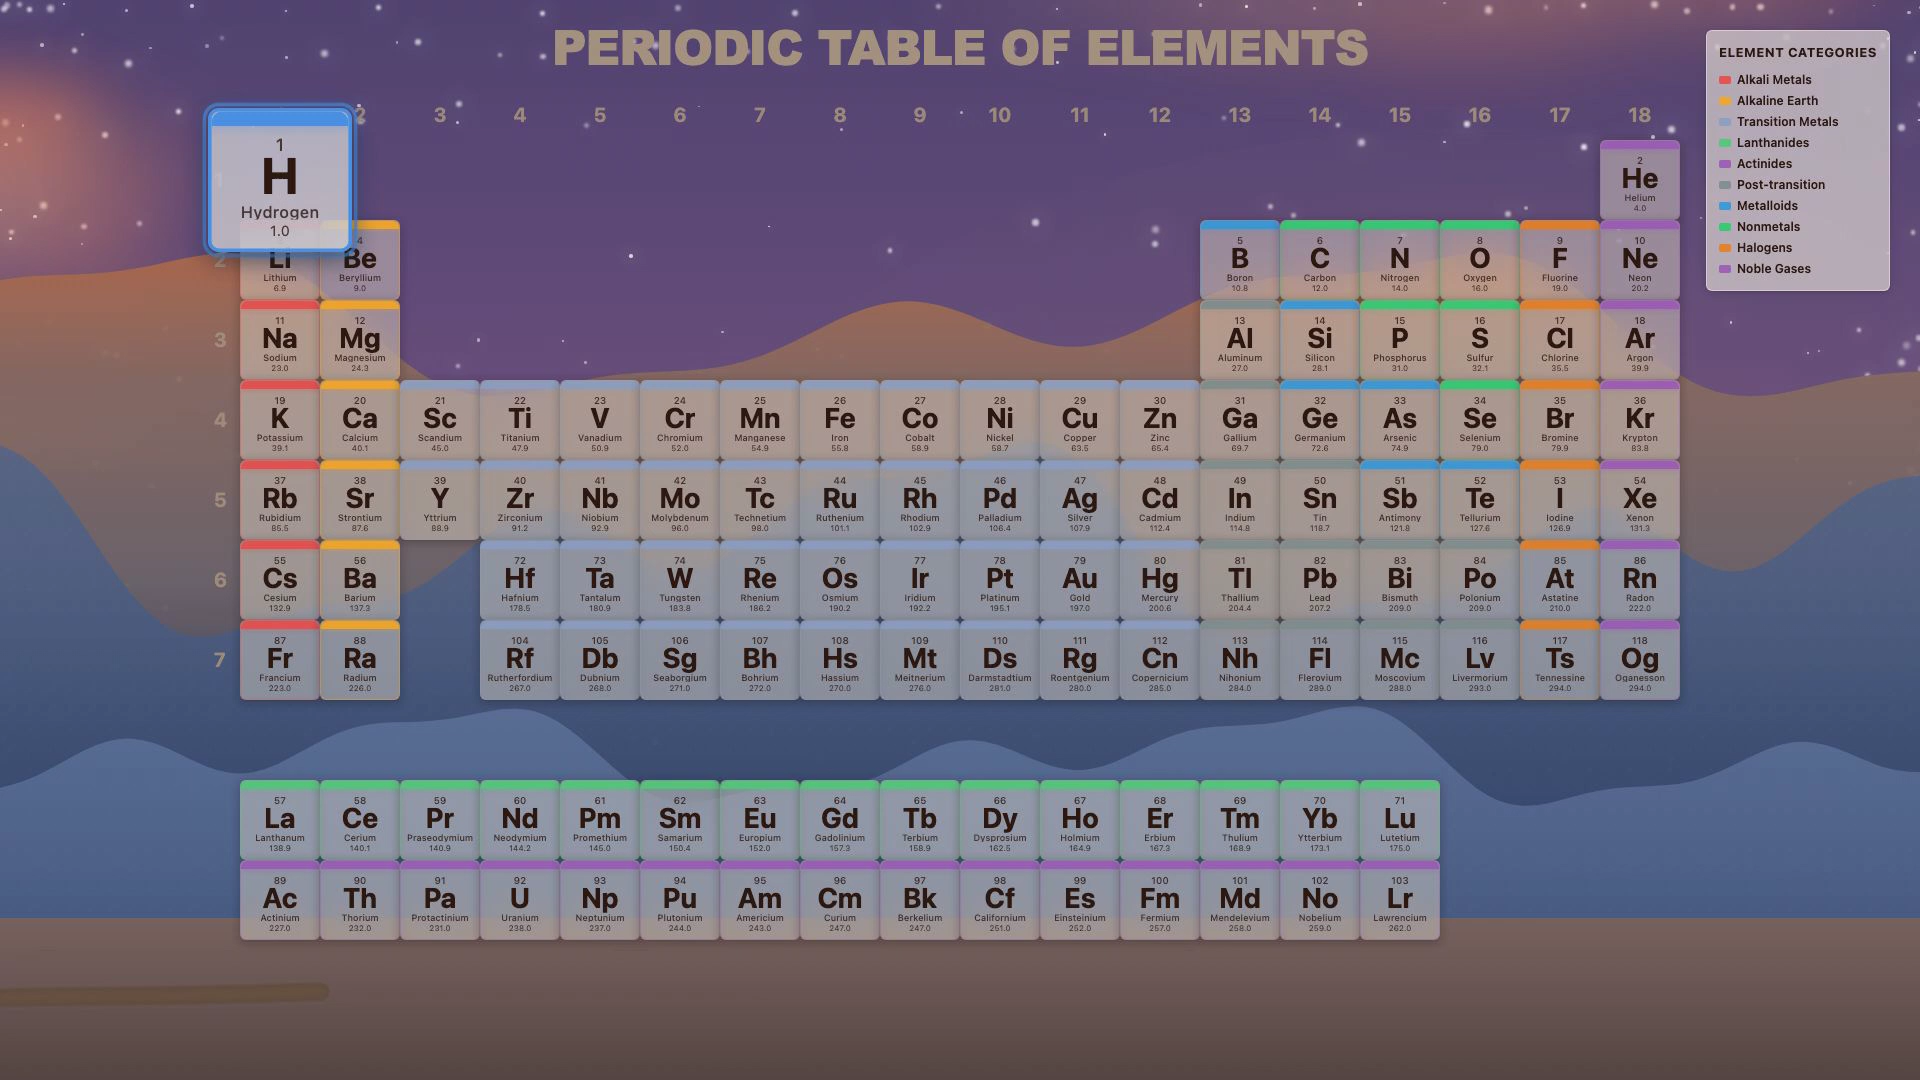 PERIODIC TABLE OF ELEMENTS
ELEMENT CATEGORIES
Alkali Metals
Alkaline Earth
Transition Metals
Lanthanides
Actinides
Post-transition
Metalloids
Nonmetals
Halogens
Noble Gases
2 3 4 5 6 7 8 9 10 11 12 13 14 15 16 17 18
1
1 2
H He
Hydrogen Helium
1.0 4.0
2
4 5 6 7 8 9 10
Li Be B C N O F Ne
Lithium Beryllium Boron Carbon Nitrogen Oxygen Fluorine Neon
6.9 9.0 10.8 12.0 14.0 16.0 19.0 20.2
3
11 12 13 14 15 16 17 18
Na Mg Al Si P S Cl Ar
Sodium Magnesium Aluminum Silicon Phosphorus Sulfur Chlorine Argon
23.0 24.3 27.0 28.1 31.0 32.1 35.5 39.9
4
19 20 21 22 23 24 25 26 27 28 29 30 31 32 33 34 35 36
K Ca Sc Ti V Cr Mn Fe Co Ni Cu Zn Ga Ge As Se Br Kr
Potassium Calcium Scandium Titanium Vanadium Chromium Manganese Iron Cobalt Nickel Copper Zinc Gallium Germanium Arsenic Selenium Bromine Krypton
39.1 40.1 45.0 47.9 50.9 52.0 54.9 55.8 58.9 58.7 63.5 65.4 69.7 72.6 74.9 79.0 79.9 83.8
5
37 38 39 40 41 42 43 44 45 46 47 48 49 50 51 52 53 54
Rb Sr Y Zr Nb Mo Tc Ru Rh Pd Ag Cd In Sn Sb Te I Xe
Rubidium Strontium Yttrium Zirconium Niobium Molybdenum Technetium Ruthenium Rhodium Palladium Silver Cadmium Indium Tin Antimony Tellurium Iodine Xenon
85.5 87.6 88.9 91.2 92.9 96.0 98.0 101.1 102.9 106.4 107.9 112.4 114.8 118.7 121.8 127.6 126.9 131.3
6
55 56 72 73 74 75 76 77 78 79 80 81 82 83 84 85 86
Cs Ba Hf Ta W Re Os Ir Pt Au Hg Tl Pb Bi Po At Rn
Cesium Barium Hafnium Tantalum Tungsten Rhenium Osmium Iridium Platinum Gold Mercury Thallium Lead Bismuth Polonium Astatine Radon
132.9 137.3 178.5 180.9 183.8 186.2 190.2 192.2 195.1 197.0 200.6 204.4 207.2 209.0 209.0 210.0 222.0
7
87 88 104 105 106 107 108 109 110 111 112 113 114 115 116 117 118
Fr Ra Rf Db Sg Bh Hs Mt Ds Rg Cn Nh Fl Mc Lv Ts Og
Francium Radium Rutherfordium Dubnium Seaborgium Bohrium Hassium Meitnerium Darmstadtium Roentgenium Copernicium Nihonium Flerovium Moscovium Livermorium Tennessine Oganesson
223.0 226.0 267.0 268.0 271.0 272.0 270.0 276.0 281.0 280.0 285.0 284.0 289.0 288.0 293.0 294.0 294.0
57 58 59 60 61 62 63 64 65 66 67 68 69 70 71
La Ce Pr Nd Pm Sm Eu Gd Tb Dy Ho Er Tm Yb Lu
Lanthanum Cerium Praseodymium Neodymium Promethium Samarium Europium Gadolinium Terbium Dysprosium Holmium Erbium Thulium Ytterbium Lutetium
138.9 140.1 140.9 144.2 145.0 150.4 152.0 157.3 158.9 162.5 164.9 167.3 168.9 173.1 175.0
89 90 91 92 93 94 95 96 97 98 99 100 101 102 103
Ac Th Pa U Np Pu Am Cm Bk Cf Es Fm Md No Lr
Actinium Thorium Protactinium Uranium Neptunium Plutonium Americium Curium Berkelium Californium Einsteinium Fermium Mendelevium Nobelium Lawrencium
227.0 232.0 231.0 238.0 237.0 244.0 243.0 247.0 247.0 251.0 252.0 257.0 258.0 259.0 262.0